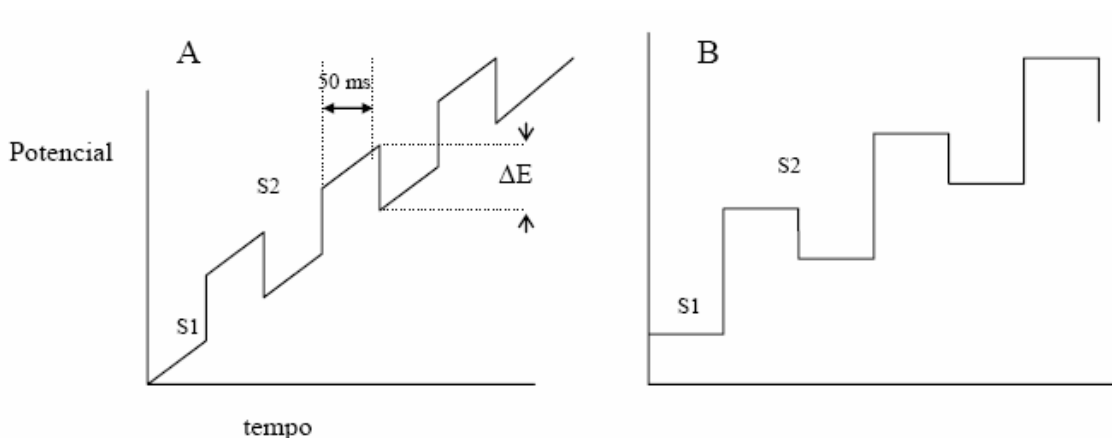 A
50 ms
Potencial
S2
ΔE
S1
tempo
B
S2
S1